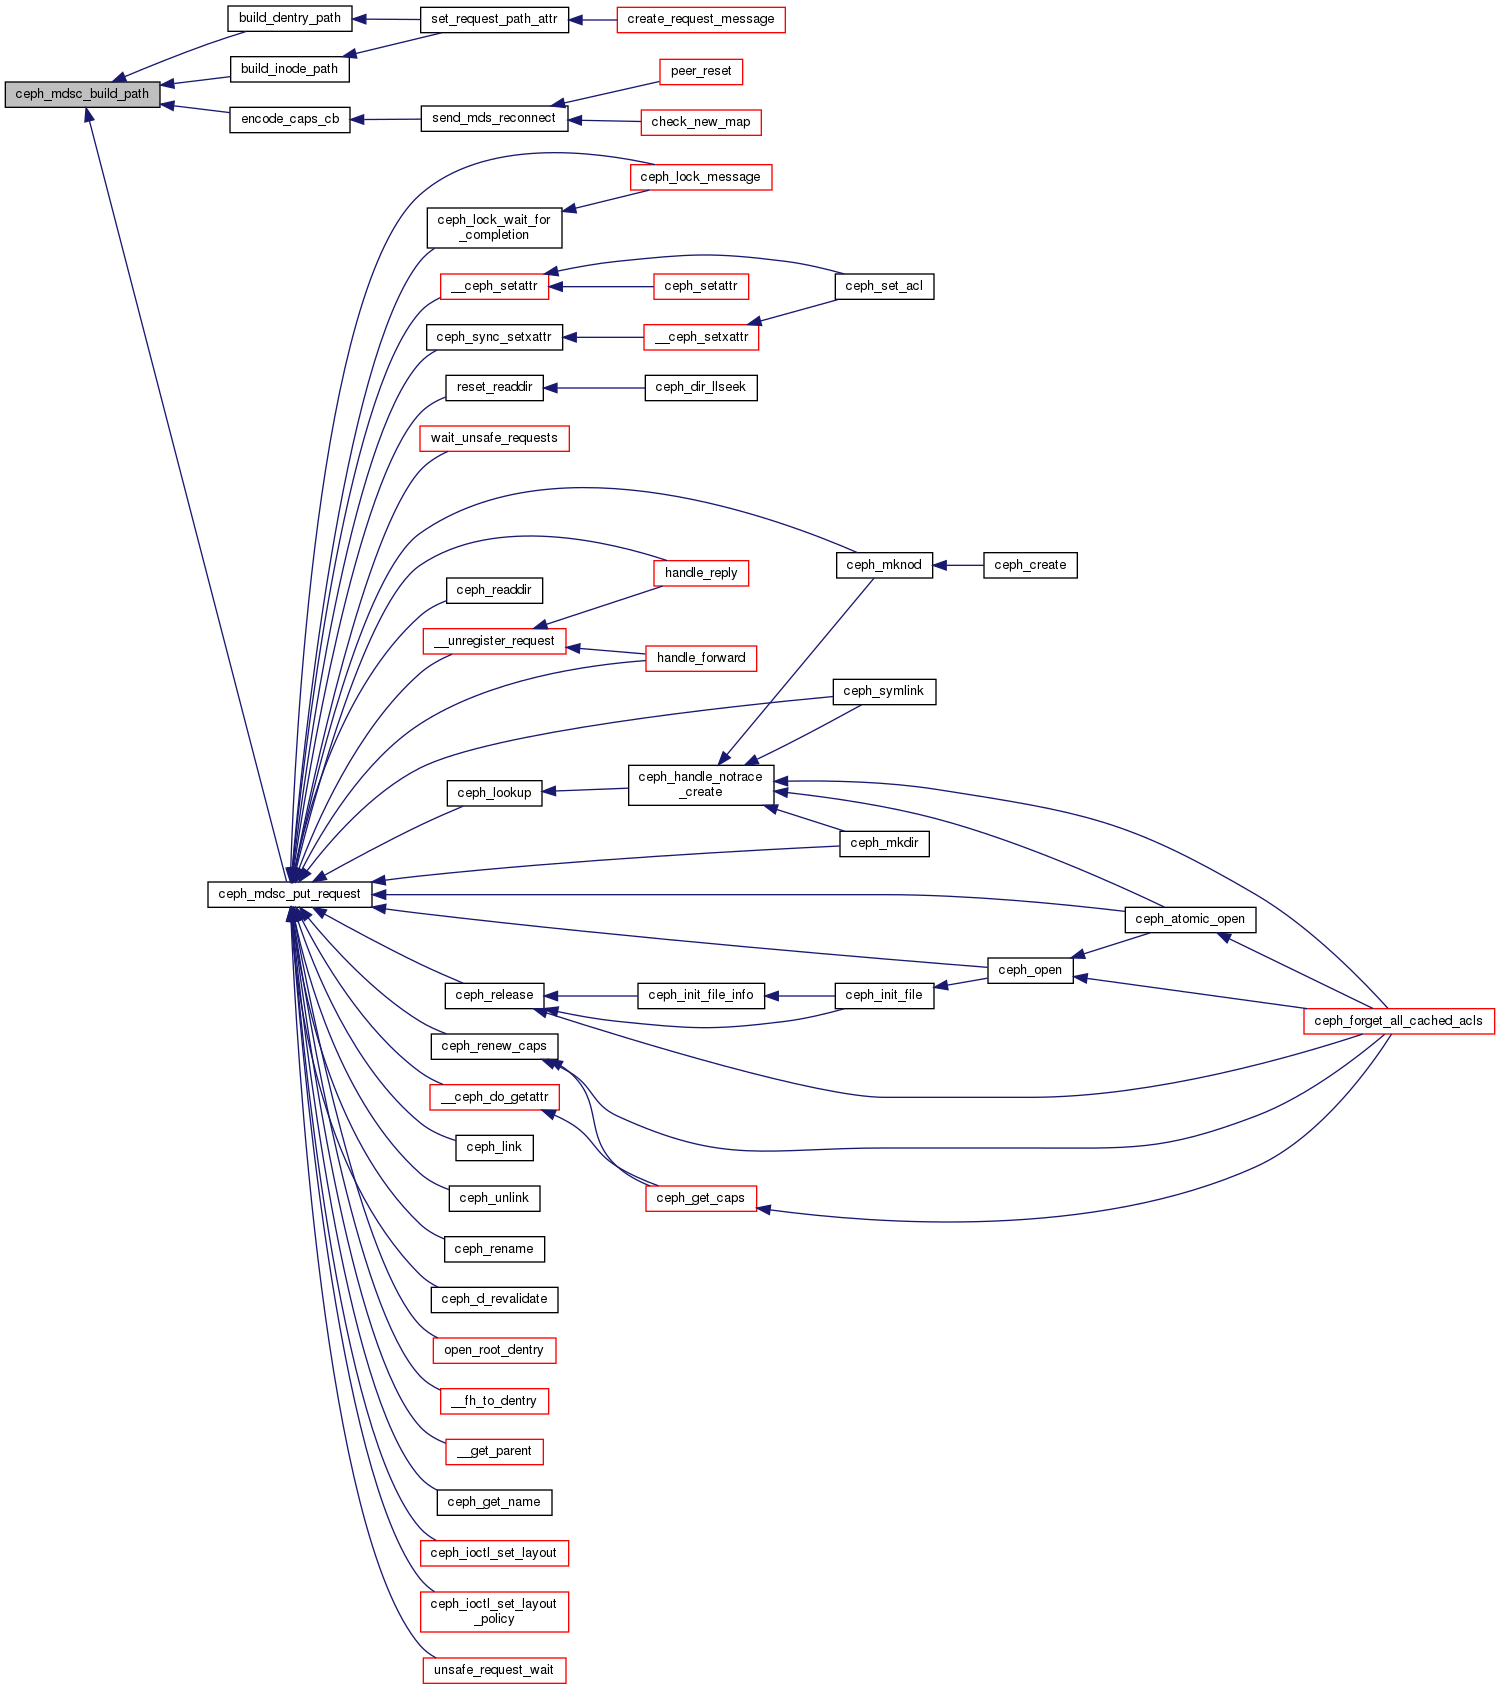 build_dentry_path
set_request_path_attr
create_request_message
build_inode_path
peer_reset
ceph_mdsc_build_path
encode_caps_cb
send_mds_reconnect
check_new_map
ceph_lock_message
ceph_lock_wait_for
_completion
__ceph_setattr
ceph_setattr
ceph_set_acl
ceph_sync_setxattr
__ceph_setxattr
reset_readdir
ceph_dir_llseek
wait_unsafe_requests
ceph_mknod
ceph_create
handle_reply
ceph_readdir
__unregister_request
handle_forward
ceph_symlink
ceph_lookup
ceph_handle_notrace
_create
ceph_mkdir
ceph_mdsc_put_request
ceph_atomic_open
ceph_open
ceph_release
ceph_init_file_info
ceph_init_file
ceph_forget_all_cached_acls
ceph_renew_caps
__ceph_do_getattr
ceph_link
ceph_unlink
ceph_get_caps
ceph_rename
ceph_d_revalidate
open_root_dentry
__fh_to_dentry
__get_parent
ceph_get_name
ceph_ioctl_set_layout
ceph_ioctl_set_layout
_policy
unsafe_request_wait